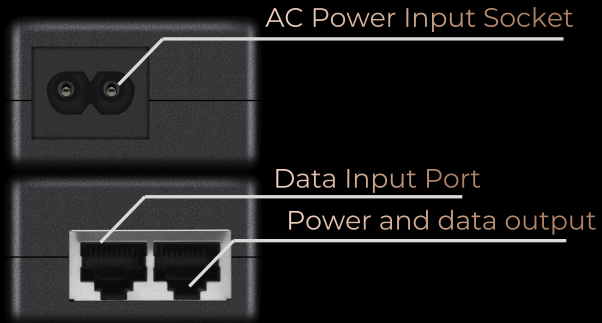 AC Power Input Socket
Data Input Port
Power and data output